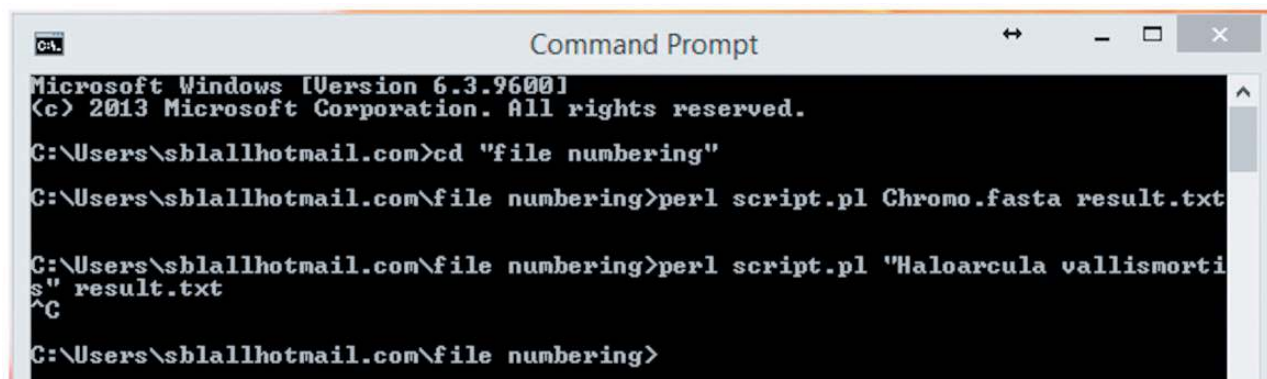 C:\.
Command Prompt
Microsoft Windows [Version 6.3.9600]
(c) 2013 Microsoft Corporation. All rights reserved.
C:\Users\sblallhotmail.com>cd "file numbering"
C:\Users\sblallhotmail.com\file numbering>perl script.pl Chromo.fasta result.txt
C:\Users\sblallhotmail.com\file numbering>perl script.pl "Haloarcula vallismorti
s" result.txt
^C
C:\Users\sblallhotmail.com\file numbering>